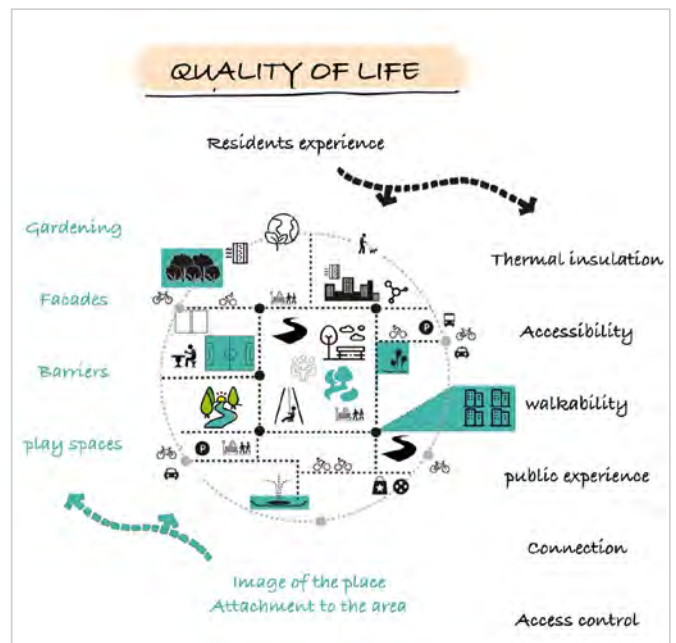 QUALITY OF LIFE
Residents experience
Gardening
Facades
Barriers
play spaces
Thermal insulation
Accessibility
walkability
public experience
Connection
Access control
P
P
Image of the place
Attachment to the area